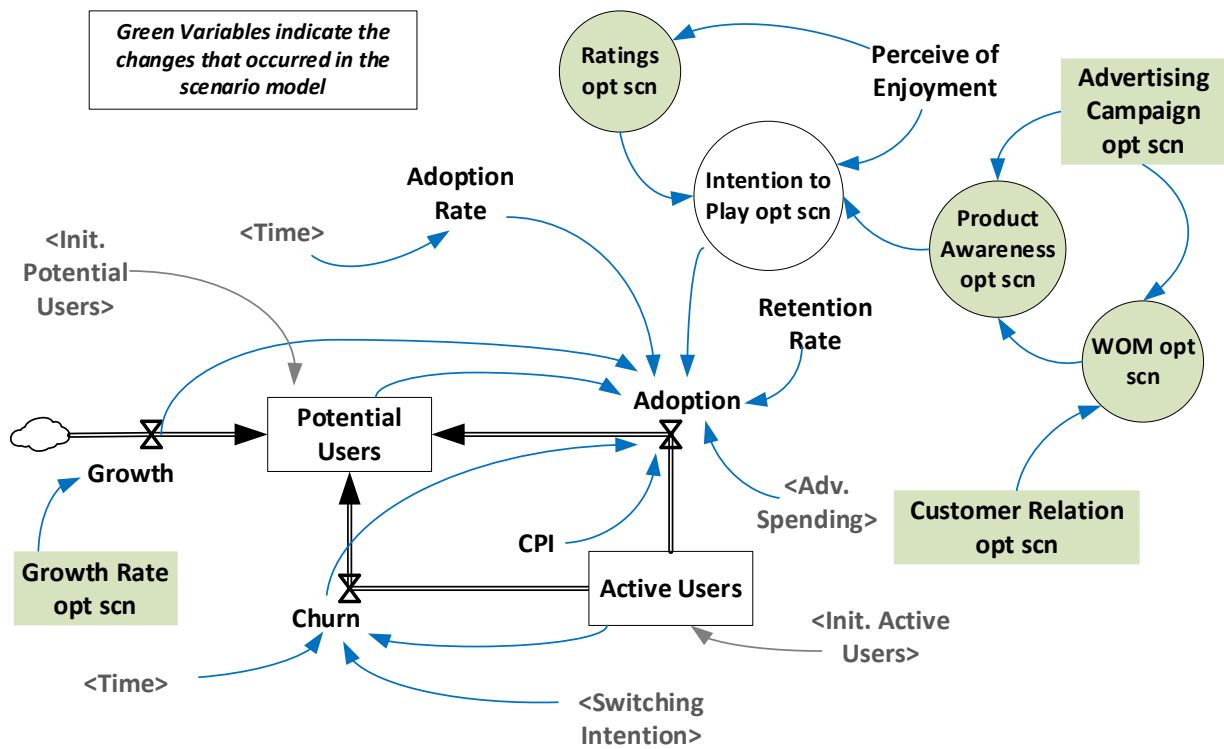 Green Variables indicate the
changes that occurred in the
scenario model
Ratings
opt scn
Perceive of
Enjoyment
Advertising
Campaign
opt scn
Adoption
Rate
Intention to
Play opt scn
<Time>
Product
Awareness
opt scn
<Init.
Potential
Users>
Retention
Rate
WOM opt
scn
Adoption
Potential
Users
Growth
<Adv.
Spending>
Customer Relation
opt scn
CPI
Growth Rate
opt scn
Active Users
Churn
<Init. Active
Users>
<Time>
<Switching
Intention>